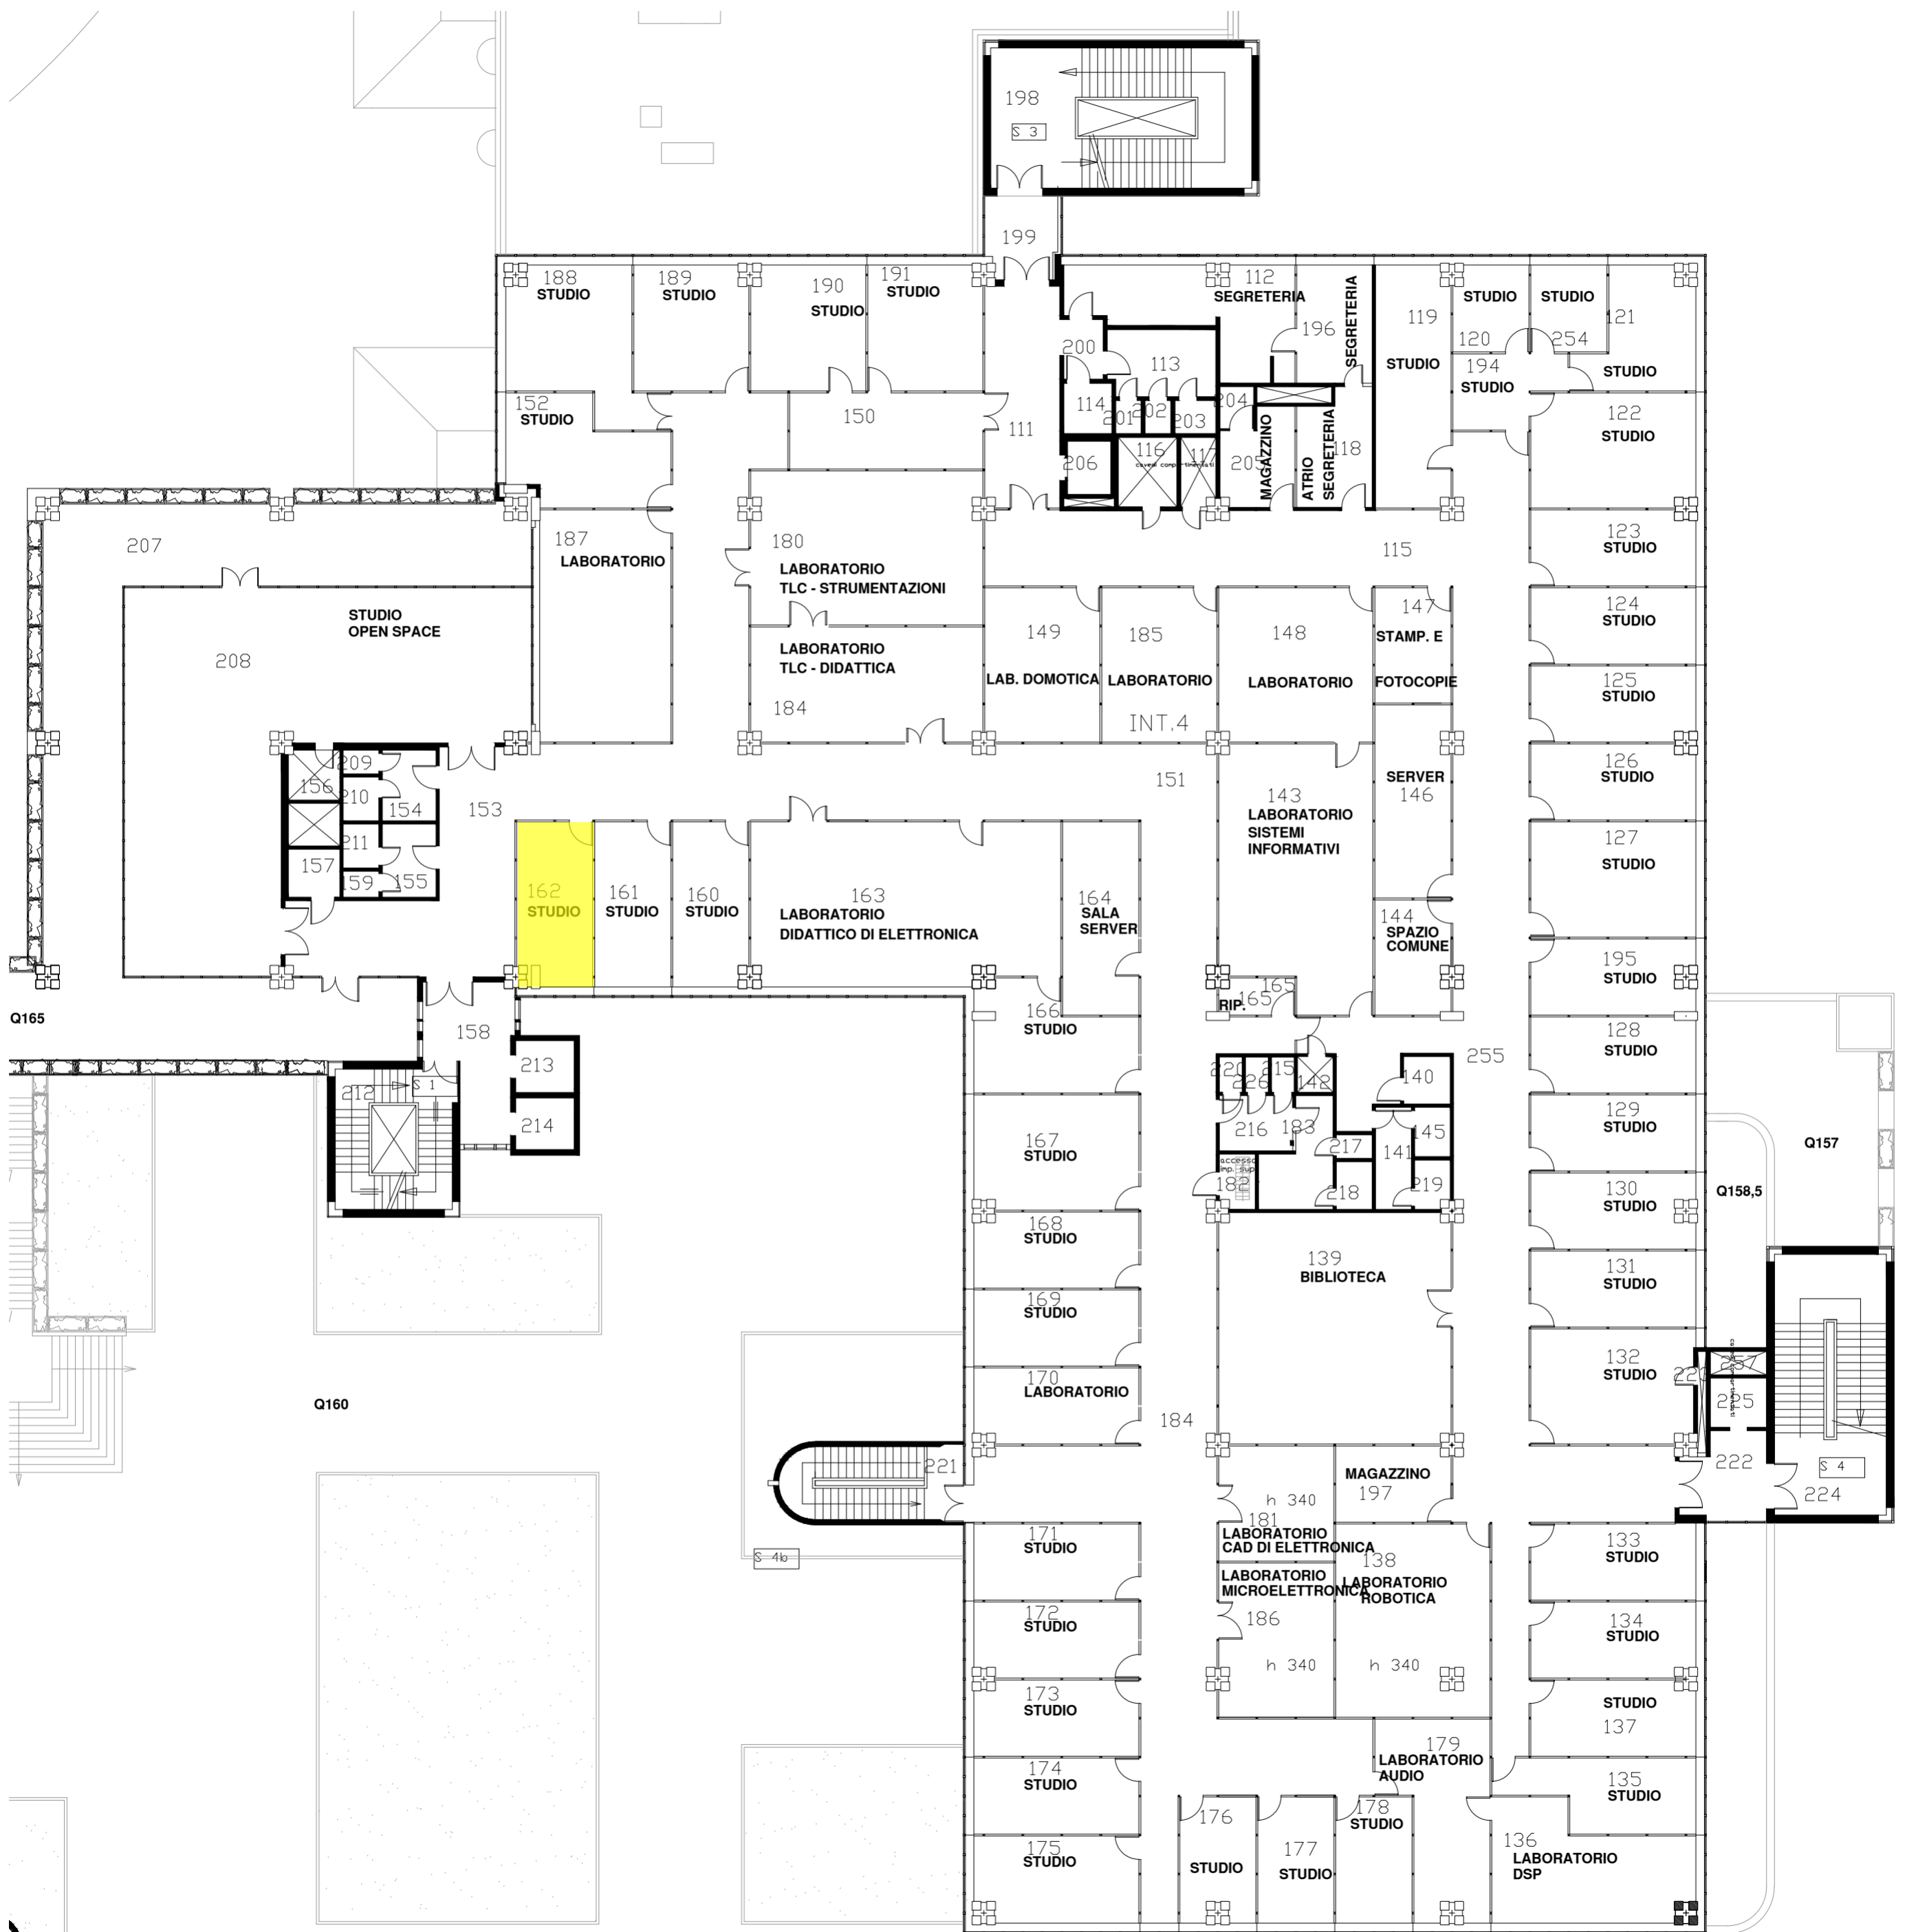 198
S 3
199
188
STUDIO
189
STUDIO
190
STUDIO
191
STUDIO
112
SEGRETERIA
196
SEGRETERIA
119
STUDIO
STUDIO
120
STUDIO
254
121
STUDIO
194
STUDIO
200
113
114
201
202
203
204
152
STUDIO
150
111
206
116
117
205
MAGAZZINO
ATRIO
SEGRETERIA
118
122
STUDIO
207
187
LABORATORIO
180
LABORATORIO
TLC - STRUMENTAZIONI
115
123
STUDIO
STUDIO
OPEN SPACE
208
LABORATORIO
TLC - DIDATTICA
184
149
LAB. DOMOTICA
185
LABORATORIO
INT.4
148
LABORATORIO
147
STAMP. E
FOTOCOPIE
124
STUDIO
125
STUDIO
209
156
210
154
153
211
157
159
155
151
143
LABORATORIO
SISTEMI
INFORMATIVI
SERVER
146
126
STUDIO
127
STUDIO
162
STUDIO
161
STUDIO
160
STUDIO
163
LABORATORIO
DIDATTICO DI ELETTRONICA
164
SALA
SERVER
144
SPAZIO
COMUNE
195
STUDIO
Q165
158
213
212
S 1
214
166
STUDIO
RIP.
165
165
255
128
STUDIO
226
215
142
140
216
183
217
141
145
accesso
imp. sup
182
218
219
129
STUDIO
Q157
167
STUDIO
130
STUDIO
Q158,5
168
STUDIO
139
BIBLIOTECA
131
STUDIO
169
STUDIO
170
LABORATORIO
132
STUDIO
225
Q160
184
221
222
S 4
224
S 4b
h 340
181
LABORATORIO
CAD DI ELETTRONICA
MAGAZZINO
197
LABORATORIO
MICROELETTRONICA
186
h 340
138
LABORATORIO
ROBOTICA
h 340
171
STUDIO
133
STUDIO
172
STUDIO
134
STUDIO
173
STUDIO
STUDIO
137
174
STUDIO
179
LABORATORIO
AUDIO
135
STUDIO
175
STUDIO
176
STUDIO
177
STUDIO
178
STUDIO
136
LABORATORIO
DSP